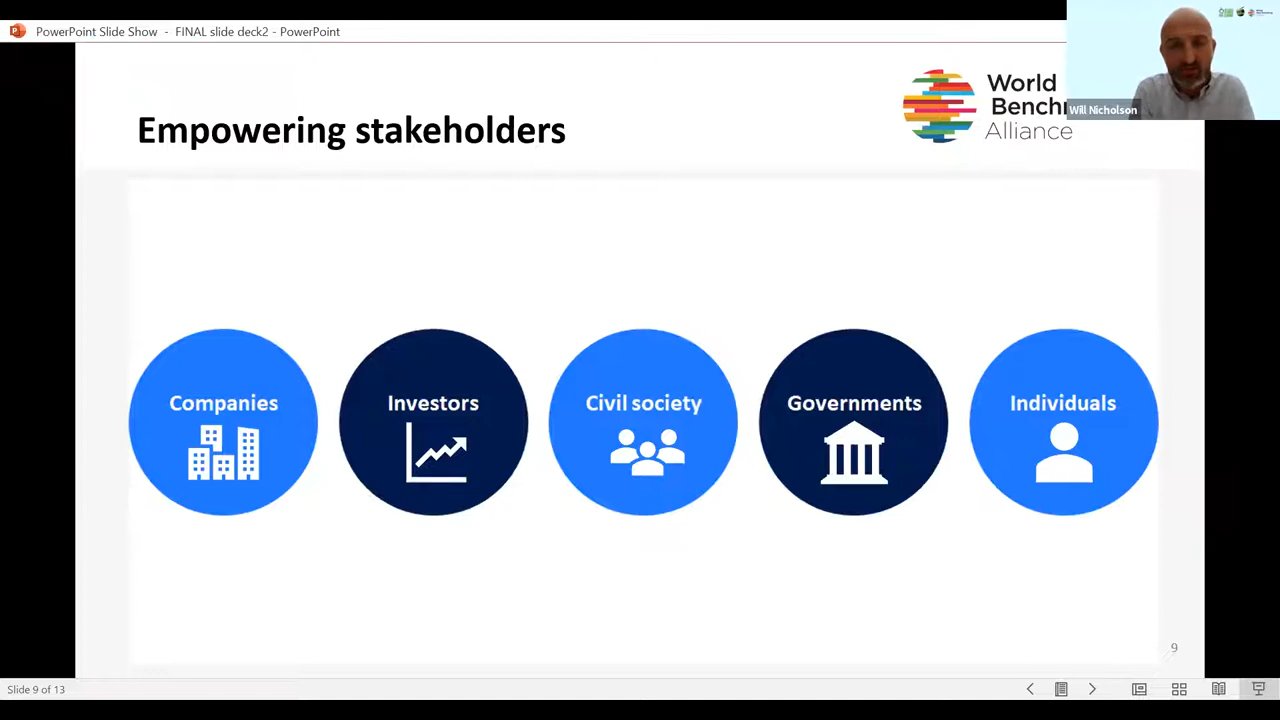 PowerPoint Slide Show - FINAL slide deck2 - PowerPoint
Will Nicholson
World
Bench
Alliance
Empowering stakeholders
Companies
Investors
Civil society
Governments
Individuals
9
Slide 9 of 13